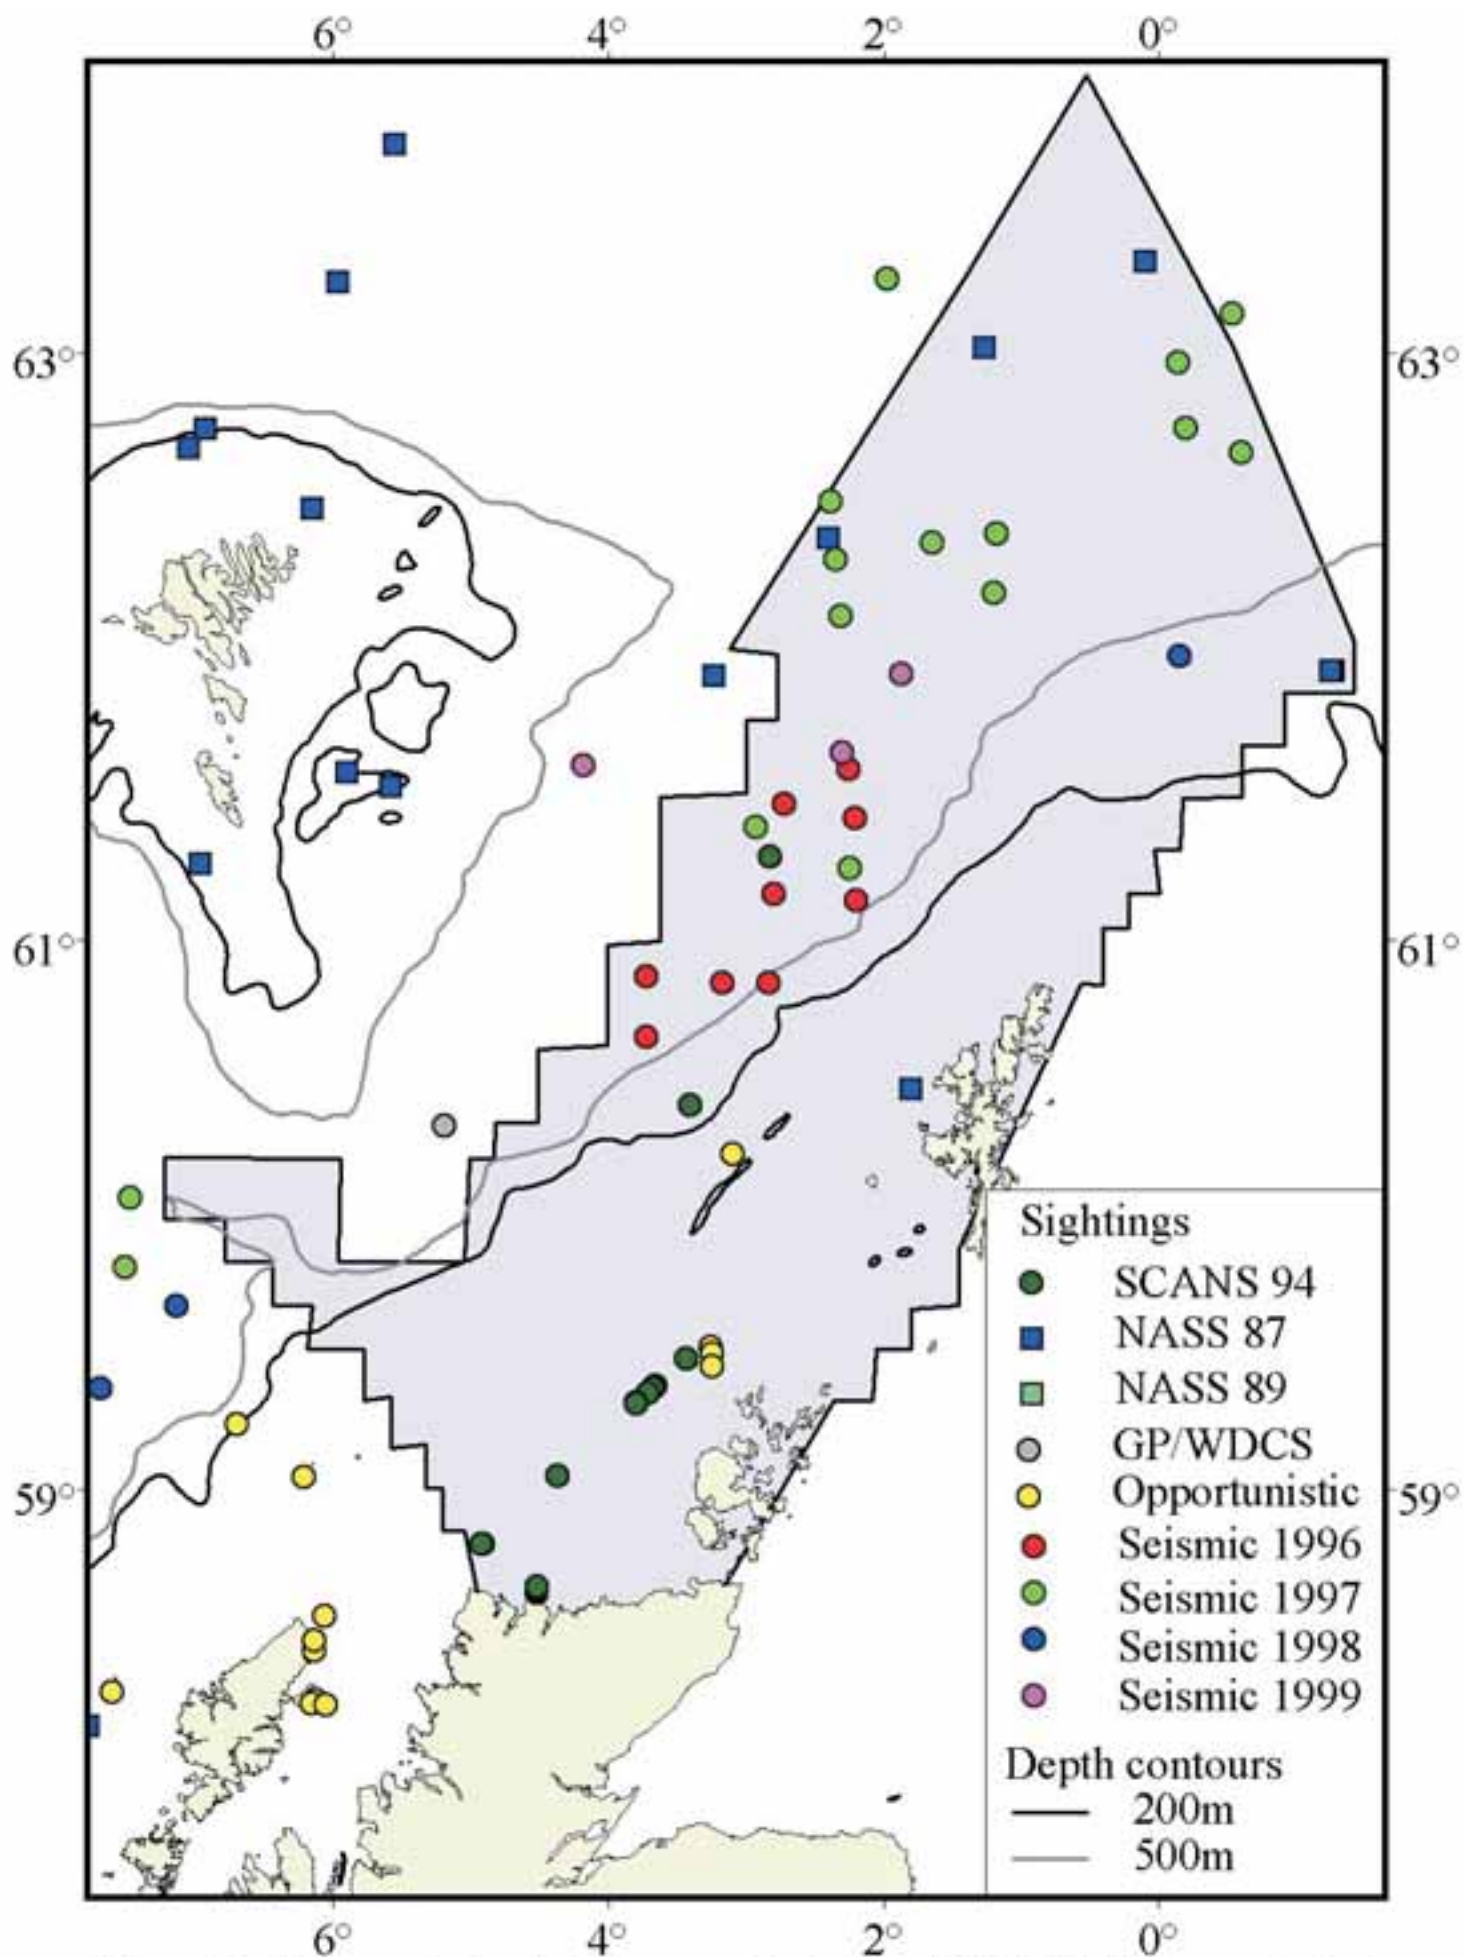 6° 4° 2° 0°
63° 63°
61° 61°
59° 59°
Sightings
SCANS 94
NASS 87
NASS 89
GP/WDCS
Opportunistic
Seismic 1996
Seismic 1997
Seismic 1998
Seismic 1999
Depth contours
200m
500m
6° 4° 2° 0°